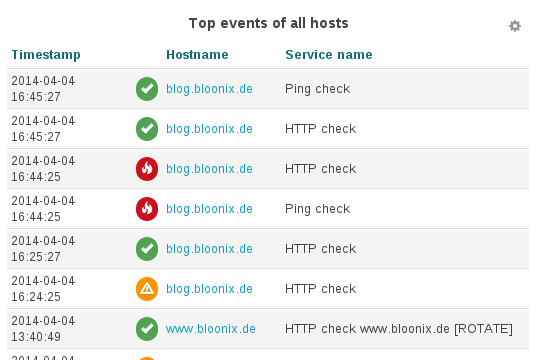 Top events of all hosts
Timestamp Hostname Service name
2014-04-04
16:45:27 blog.bloonix.de Ping check
2014-04-04
16:45:27 blog.bloonix.de HTTP check
2014-04-04
16:44:25 blog.bloonix.de HTTP check
2014-04-04
16:44:25 blog.bloonix.de Ping check
2014-04-04
16:25:27 blog.bloonix.de HTTP check
2014-04-04
16:24:25 blog.bloonix.de HTTP check
2014-04-04
13:40:49 www.bloonix.de HTTP check www.bloonix.de [ROTATE]
2014-04-04